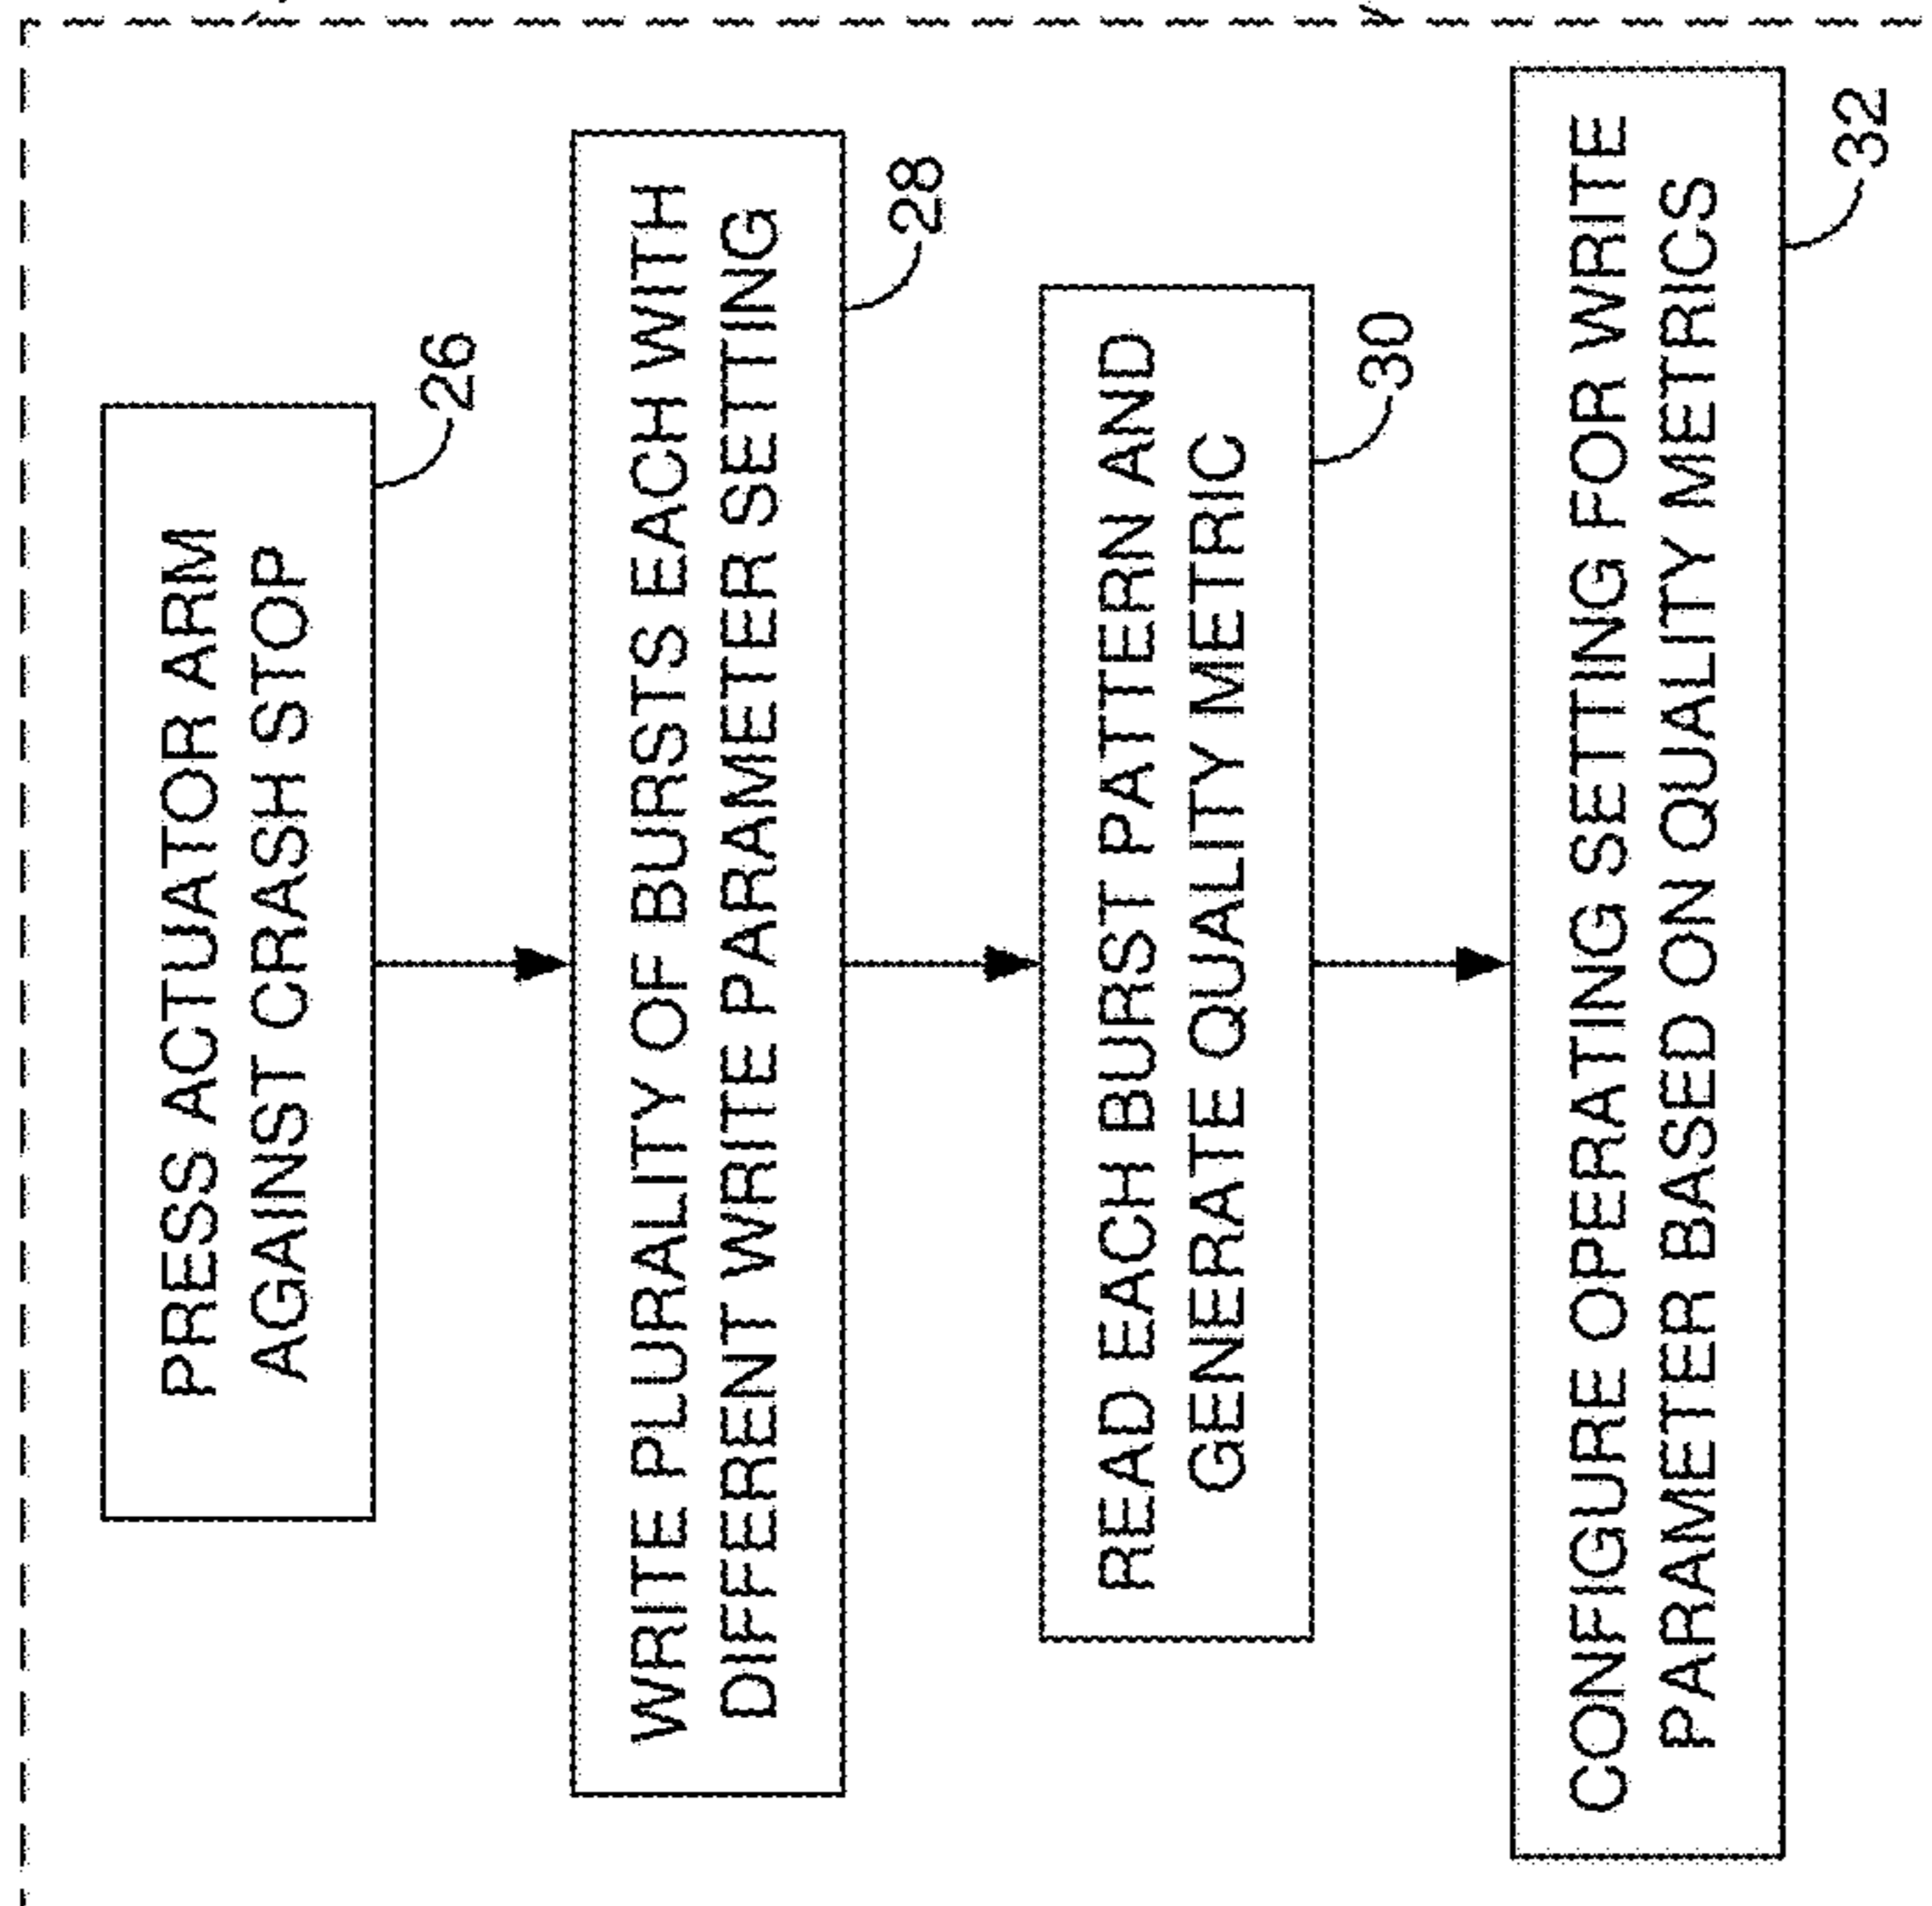 PRESS ACTUATOR ARM
AGAINST CRASH STOP
26
WRITE PLURALITY OF BURSTS EACH WITH
DIFFERENT WRITE PARAMETER SETTING
28
READ EACH BURST PATTERN AND
GENERATE QUALITY METRIC
30
CONFIGURE OPERATING SETTING FOR WRITE
PARAMETER BASED ON QUALITY METRICS
32